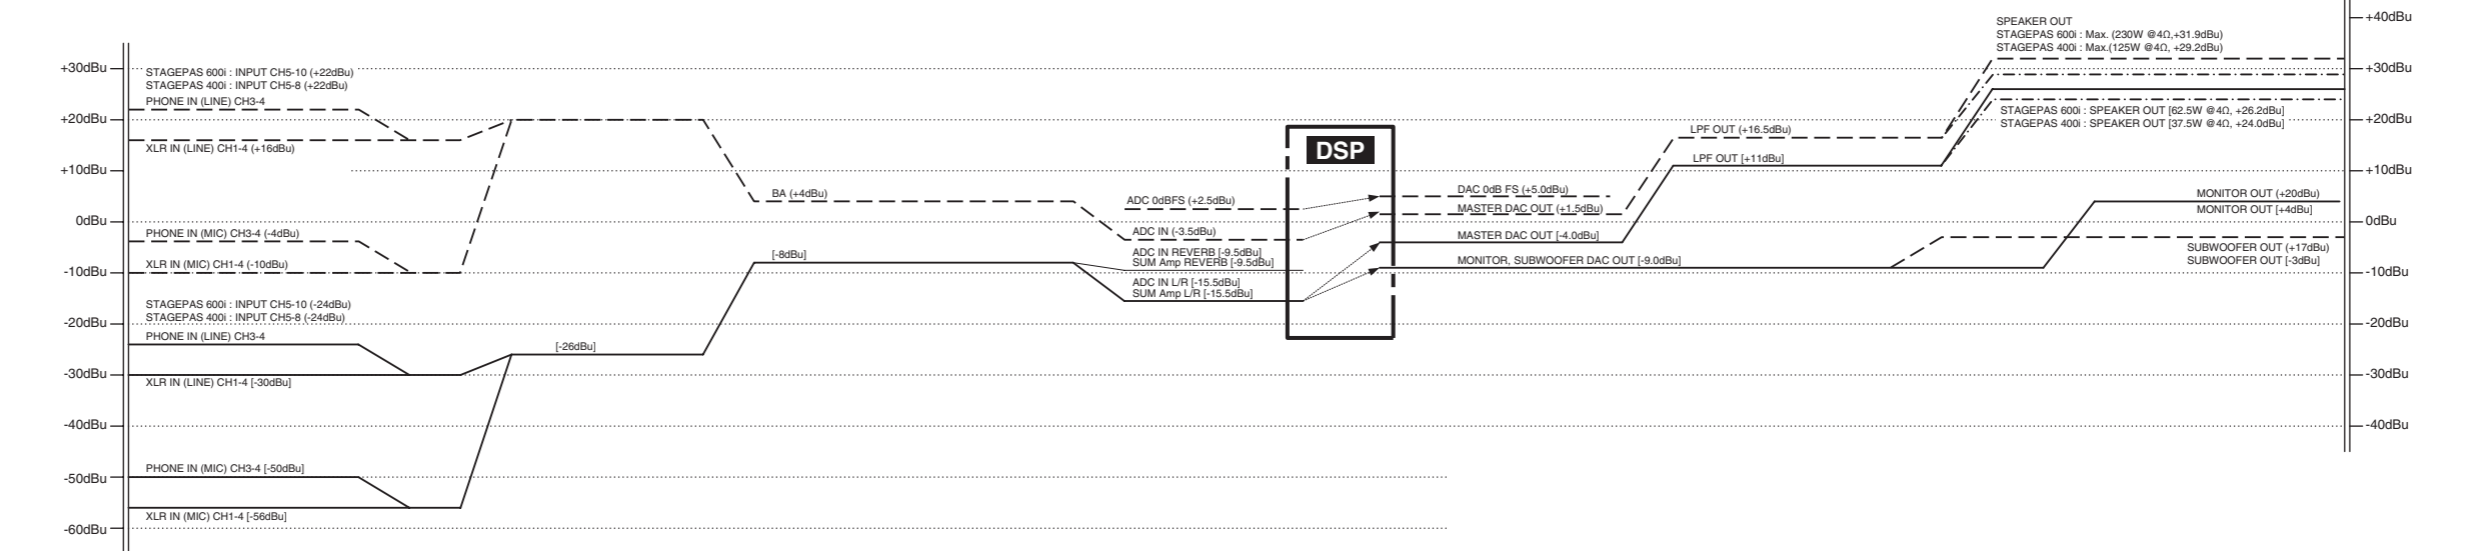 +30dBu
+20dBu
+10dBu
0dBu
-10dBu
-20dBu
-30dBu
-40dBu
-50dBu
-60dBu
STAGEPAS 600i : INPUT CH5-10 (+22dBu)
STAGEPAS 400i : INPUT CH5-8 (+22dBu)
PHONE IN (LINE) CH3-4
XLR IN (LINE) CH1-4 (+16dBu)
PHONE IN (MIC) CH3-4 (-4dBu)
XLR IN (MIC) CH1-4 (-10dBu)
STAGEPAS 600i : INPUT CH5-10 (-24dBu)
STAGEPAS 400i : INPUT CH5-8 (-24dBu)
PHONE IN (LINE) CH3-4
XLR IN (LINE) CH1-4 [-30dBu]
PHONE IN (MIC) CH3-4 [-50dBu]
XLR IN (MIC) CH1-4 [-56dBu]
[-26dBu]
BA (+4dBu)
[-8dBu]
ADC 0dBFS (+2.5dBu)
ADC IN (-3.5dBu)
ADC IN REVERB [-9.5dBu]
SUM Amp REVERB [-9.5dBu]
ADC IN L/R [-15.5dBu]
SUM Amp L/R [-15.5dBu]
DSP
DAC 0dB FS (+5.0dBu)
MASTER DAC OUT (+1.5dBu)
MASTER DAC OUT [-4.0dBu]
MONITOR, SUBWOOFER DAC OUT [-9.0dBu]
LPF OUT (+16.5dBu)
LPF OUT [+11dBu]
SPEAKER OUT
STAGEPAS 600i : Max. (230W @4Ω,+31.9dBu)
STAGEPAS 400i : Max.(125W @4Ω, +29.2dBu)
STAGEPAS 600i : SPEAKER OUT [62.5W @4Ω, +26.2dBu]
STAGEPAS 400i : SPEAKER OUT [37.5W @4Ω, +24.0dBu]
MONITOR OUT (+20dBu)
MONITOR OUT [+4dBu]
SUBWOOFER OUT (+17dBu)
SUBWOOFER OUT [-3dBu]
+40dBu
+30dBu
+20dBu
+10dBu
0dBu
-10dBu
-20dBu
-30dBu
-40dBu